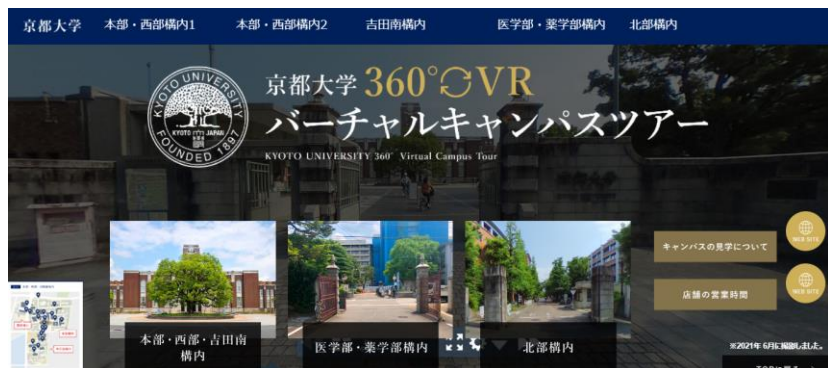 京都大学 本部・西部構内1 本部・西部構内2 吉田南構内 医学部・薬学部構内 北部構内
KYOTO UNIVERSITY
KYOTO JAPAN
FOUNDED 1897
京都大学 360° VR
バーチャルキャンパスツアー
KYOTO UNIVERSITY 360° Virtual Campus Tour
キャンパスの見学について
WEB SITE
店舗の営業時間
WEB SITE
本部・西部・吉田南
構内
医学部・薬学部構内
北部構内
※2021年6月に撮影しました。